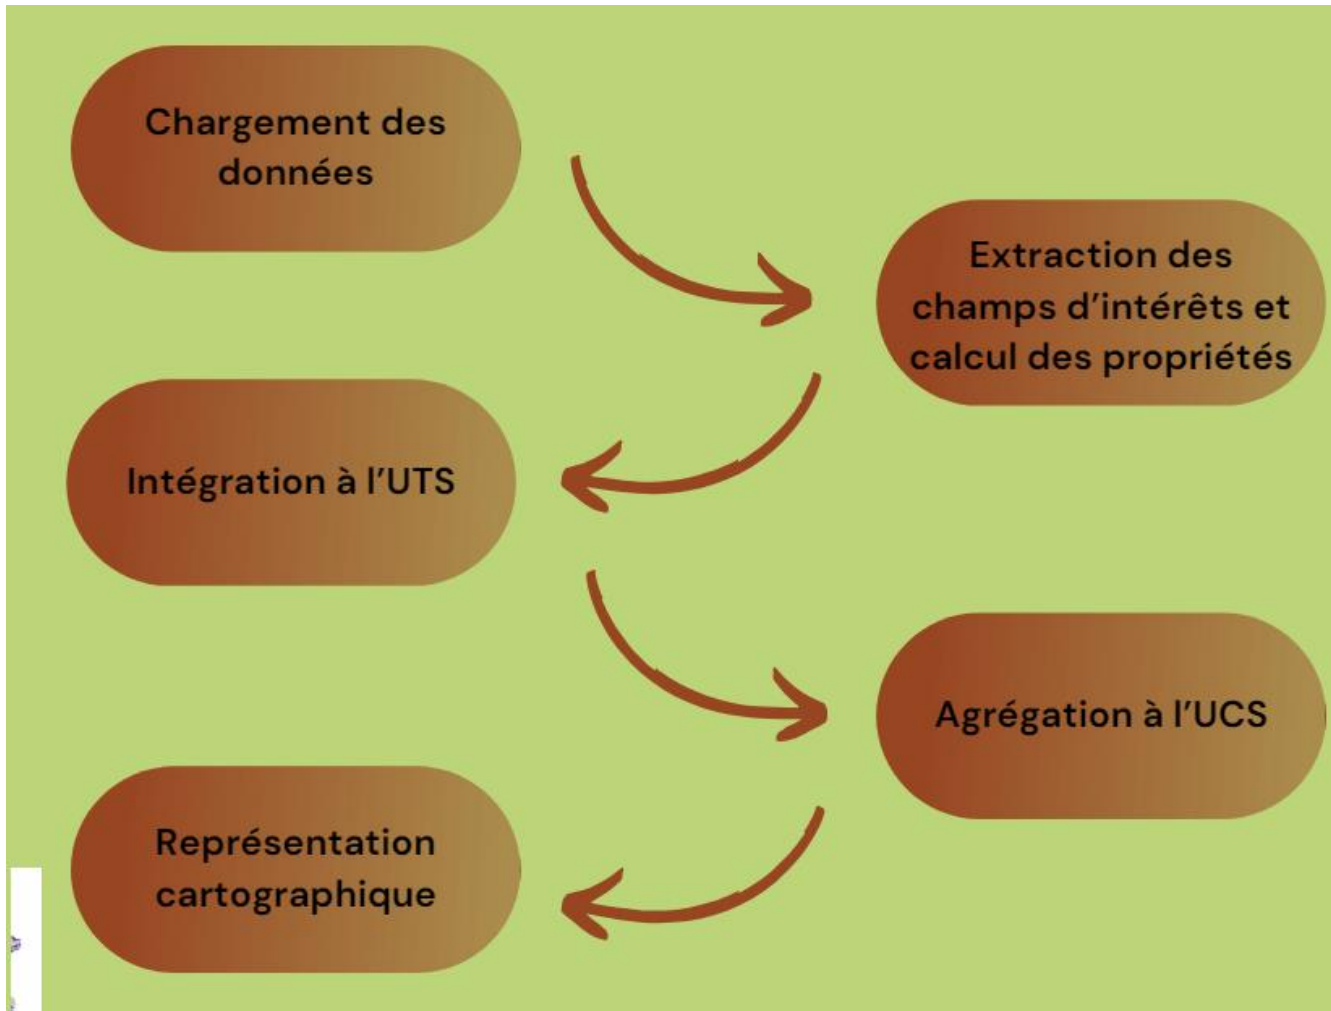 Chargement des
données
Extraction des
champs d'intérêts et
calcul des propriétés
Intégration à l'UTS
Agrégation à l'UCS
Représentation
cartographique